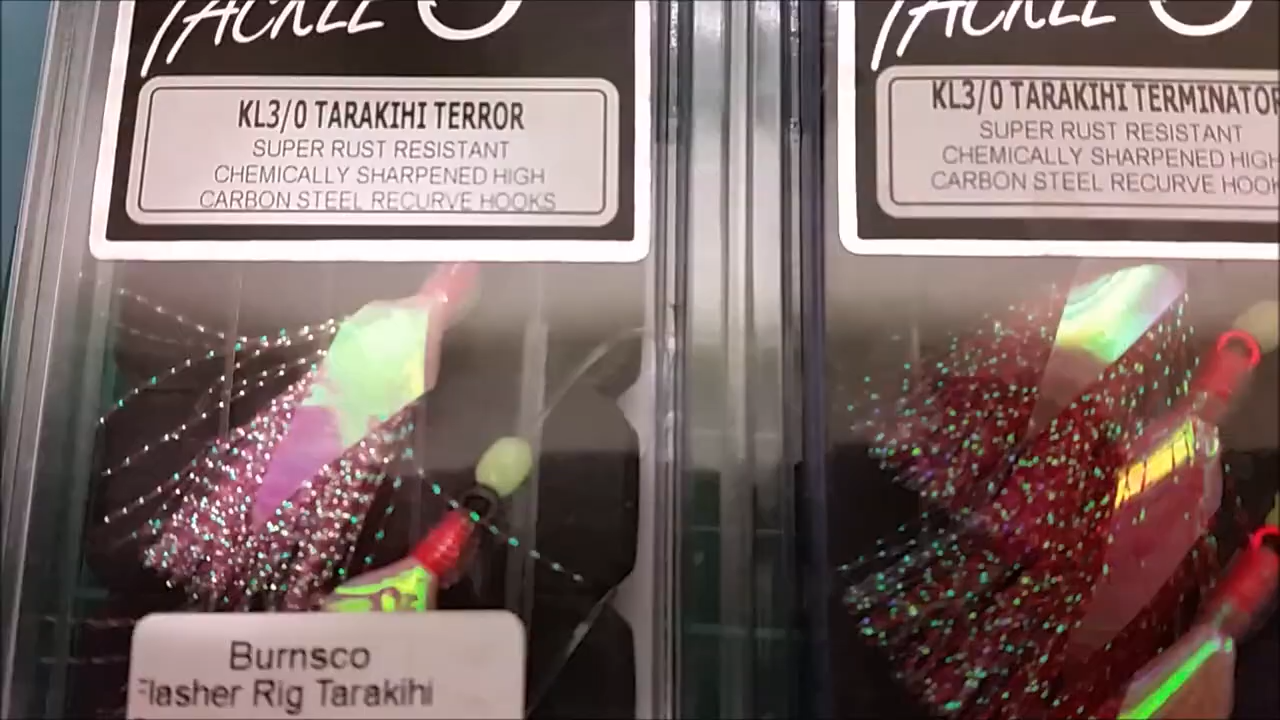 TACKLE
KL3/0 TARAKIHI TERROR
SUPER RUST RESISTANT
CHEMICALLY SHARPENED HIGH
CARBON STEEL RECURVE HOOKS
Burnsco
Flasher Rig Tarakihi
TACKLE
KL3/0 TARAKIHI TERMINATOR
SUPER RUST RESISTANT
CHEMICALLY SHARPENED HIGH
CARBON STEEL RECURVE HOOK